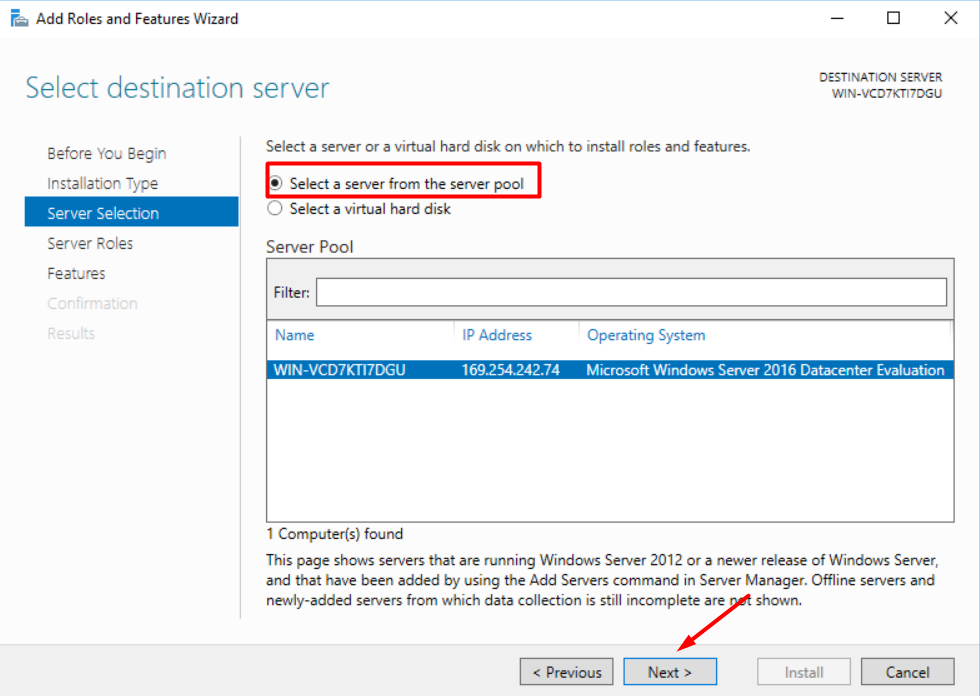 Add Roles and Features Wizard
Select destination server
DESTINATION SERVER
WIN-VCD7KTI7DGU
Before You Begin
Installation Type
Server Selection
Server Roles
Features
Confirmation
Results
Select a server or a virtual hard disk on which to install roles and features.
Select a server from the server pool
Select a virtual hard disk
Server Pool
Filter:
Name IP Address Operating System
WIN-VCD7KTI7DGU 169.254.242.74 Microsoft Windows Server 2016 Datacenter Evaluation
1 Computer(s) found
This page shows servers that are running Windows Server 2012 or a newer release of Windows Server,
and that have been added by using the Add Servers command in Server Manager. Offline servers and
newly-added servers from which data collection is still incomplete are not shown.
< Previous Next > Install Cancel